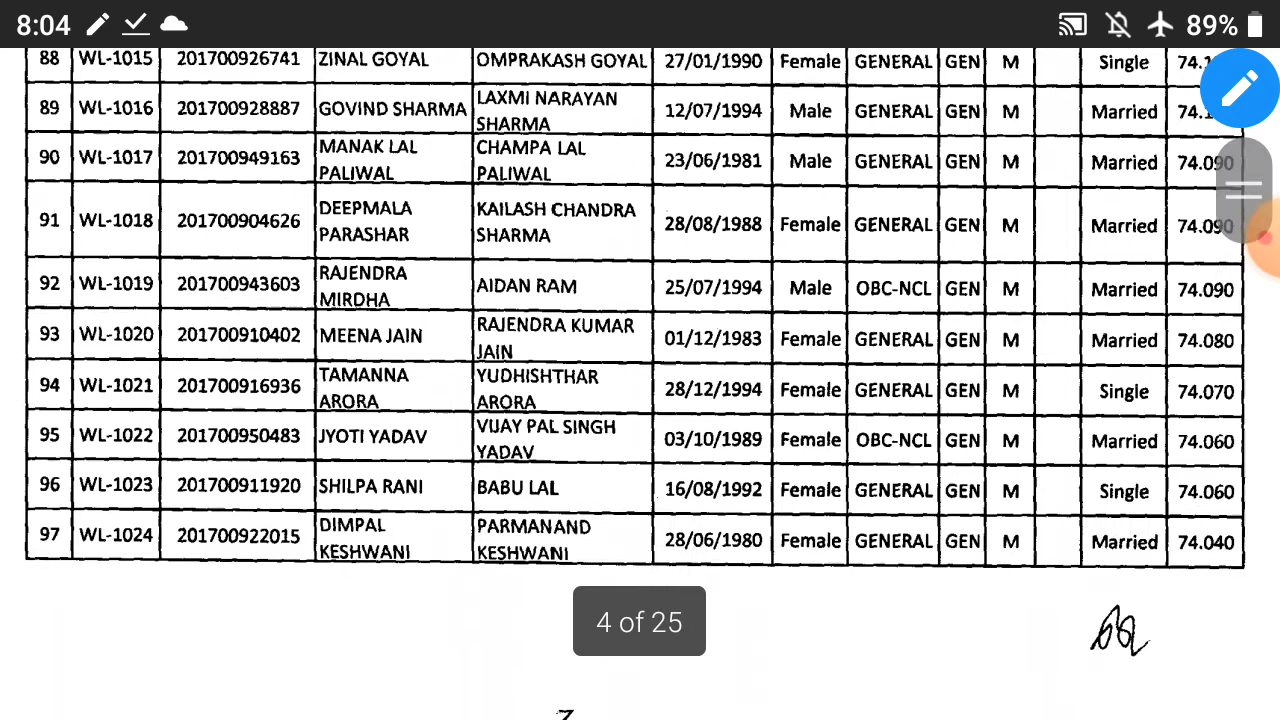 8:04 89%
88 WL-1015 201700926741 ZINAL GOYAL OMPRAKASH GOYAL 27/01/1990 Female GENERAL GEN M Single
89 WL-1016 201700928887 GOVIND SHARMA LAXMI NARAYAN SHARMA 12/07/1994 Male GENERAL GEN M Married
90 WL-1017 201700949163 MANAK LAL PALIWAL CHAMPA LAL PALIWAL 23/06/1981 Male GENERAL GEN M Married 74.090
91 WL-1018 201700904626 DEEPMALA PARASHAR KAILASH CHANDRA SHARMA 28/08/1988 Female GENERAL GEN M Married 74.090
92 WL-1019 201700943603 RAJENDRA MIRDHA AIDAN RAM 25/07/1994 Male OBC-NCL GEN M Married 74.090
93 WL-1020 201700910402 MEENA JAIN RAJENDRA KUMAR JAIN 01/12/1983 Female GENERAL GEN M Married 74.080
94 WL-1021 201700916936 TAMANNA ARORA YUDHISHTHAR ARORA 28/12/1994 Female GENERAL GEN M Single 74.070
95 WL-1022 201700950483 JYOTI YADAV VIJAY PAL SINGH YADAV 03/10/1989 Female OBC-NCL GEN M Married 74.060
96 WL-1023 201700911920 SHILPA RANI BABU LAL 16/08/1992 Female GENERAL GEN M Single 74.060
97 WL-1024 201700922015 DIMPAL KESHWANI PARMANAND KESHWANI 28/06/1980 Female GENERAL GEN M Married 74.040
4 of 25